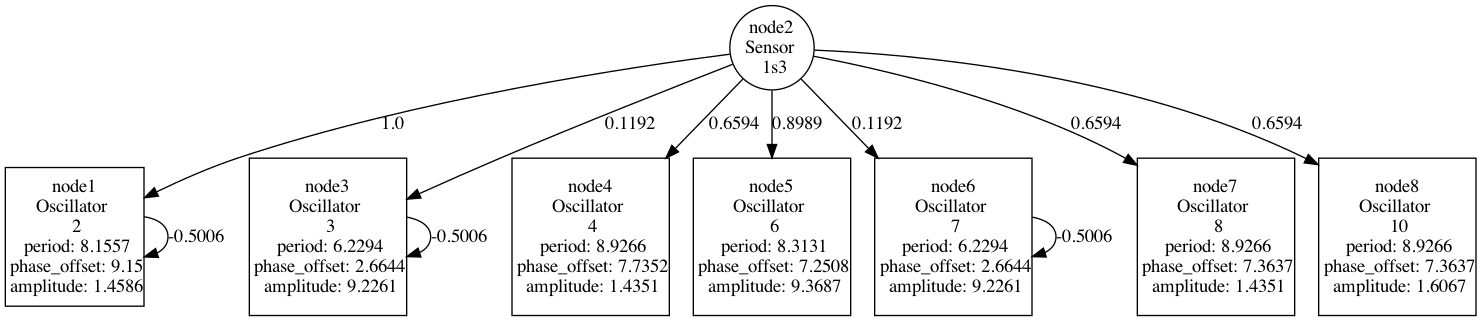 node2
Sensor
1s3
1.0
0.1192
0.6594
0.8989
0.1192
0.6594
0.6594
node1
Oscillator
2
period: 8.1557
phase_offset: 9.15
amplitude: 1.4586
-0.5006
node3
Oscillator
3
period: 6.2294
phase_offset: 2.6644
amplitude: 9.2261
-0.5006
node4
Oscillator
4
period: 8.9266
phase_offset: 7.7352
amplitude: 1.4351
node5
Oscillator
6
period: 8.3131
phase_offset: 7.2508
amplitude: 9.3687
node6
Oscillator
7
period: 6.2294
phase_offset: 2.6644
amplitude: 9.2261
-0.5006
node7
Oscillator
8
period: 8.9266
phase_offset: 7.3637
amplitude: 1.4351
node8
Oscillator
10
period: 8.9266
phase_offset: 7.3637
amplitude: 1.6067